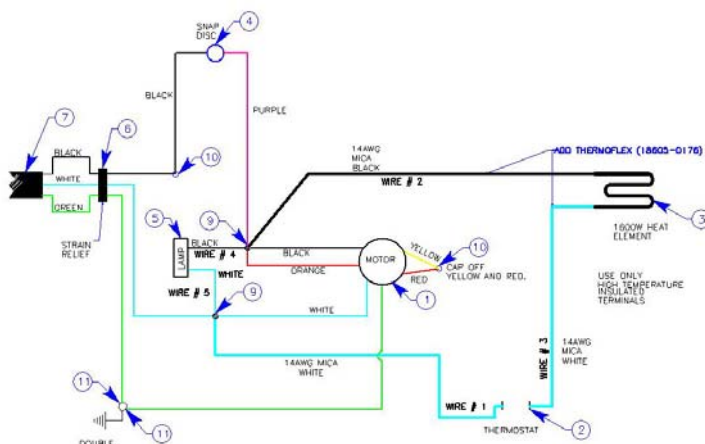 4
SNAP
DISC
7
6
BLACK
BLACK
PURPLE
14AWG
MICA
BLACK
ADD THERMOFLEX (18605-0176)
WHITE
10
WIRE # 2
GREEN
3
5
9
STRAIN
RELIEF
LAMP
BLACK
WIRE # 4
BLACK
MOTOR
YELLOW
10
1600W HEAT
ELEMENT
WHITE
ORANGE
RED
CAP OFF
YELLOW AND RED.
WIRE # 5
1
USE ONLY
HIGH TEMPERATURE
INSULATED
TERMINALS
9
WHITE
WIRE # 3
14AWG
MICA
WHITE
14AWG MICA
WHITE
11
WIRE # 1
2
11
THERMOSTAT
DOUBLE